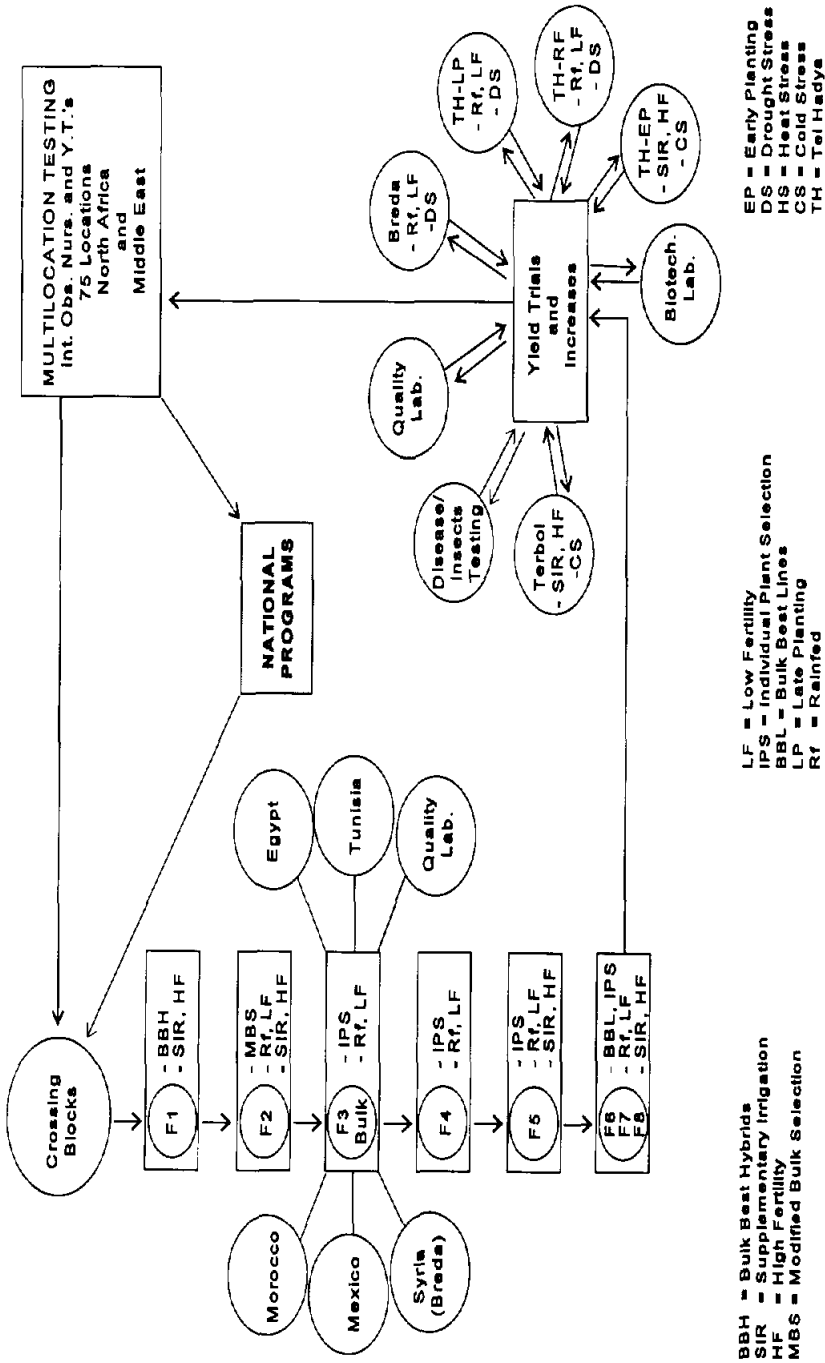 Crossing
Blocks
F1
- BBH
- SIR, HF
F2
- MBS
- Rf, LF
- SIR, HF
Morocco
Mexico
Syria
(Breda)
F3
Bulk
- IPS
- Rf, LF
Egypt
Tunisia
Quality
Lab.
F4
- IPS
- Rf, LF
F5
- IPS
- Rf, LF
- SIR, HF
F6
F7
F8
- BBL, IPS
- Rf, LF
- SIR, HF
NATIONAL
PROGRAMS
MULTILOCATION TESTING
Int. Obs. Nurs. and Y.T.'s
75 Locations
North Africa
and
Middle East
Disease/
Insects
Testing
Quality
Lab.
Breda
- Rf, LF
-DS
TH-LP
- Rf, LF
- DS
TH-RF
- Rf, LF
-DS
TH-EP
- SIR, HF
- CS
Terbol
- SIR, HF
-CS
Yield Trials
and
Increases
Biotech.
Lab.
BBH = Bulk Best Hybrids
SIR = Supplementary Irrigation
HF = High Fertility
MBS = Modified Bulk Selection
LF = Low Fertility
IPS = Individual Plant Selection
BBL = Bulk Best Lines
LP = Late Planting
Rf = Rainfed
EP = Early Planting
DS = Drought Stress
HS = Heat Stress
CS = Cold Stress
TH = Tel Hadya